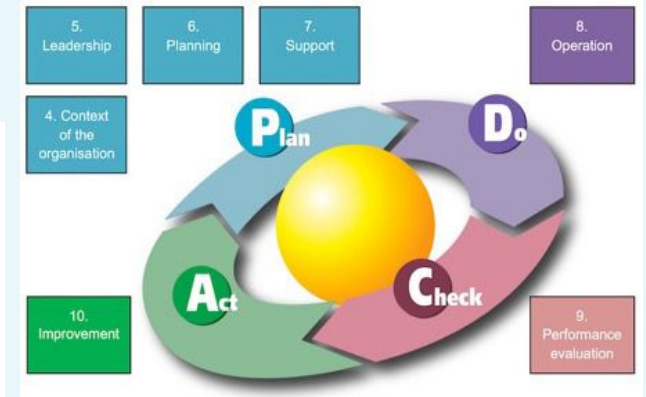 5.
Leadership
6.
Planning
7.
Support
8.
Operation
4. Context
of the
organisation
Plan
Do
Act
Check
10.
Improvement
9.
Performance
evaluation